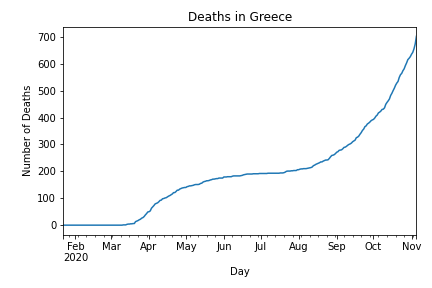 Deaths in Greece
Number of Deaths
700
600
500
400
300
200
100
0
Feb Mar Apr May Jun Jul Aug Sep Oct Nov
2020
Day